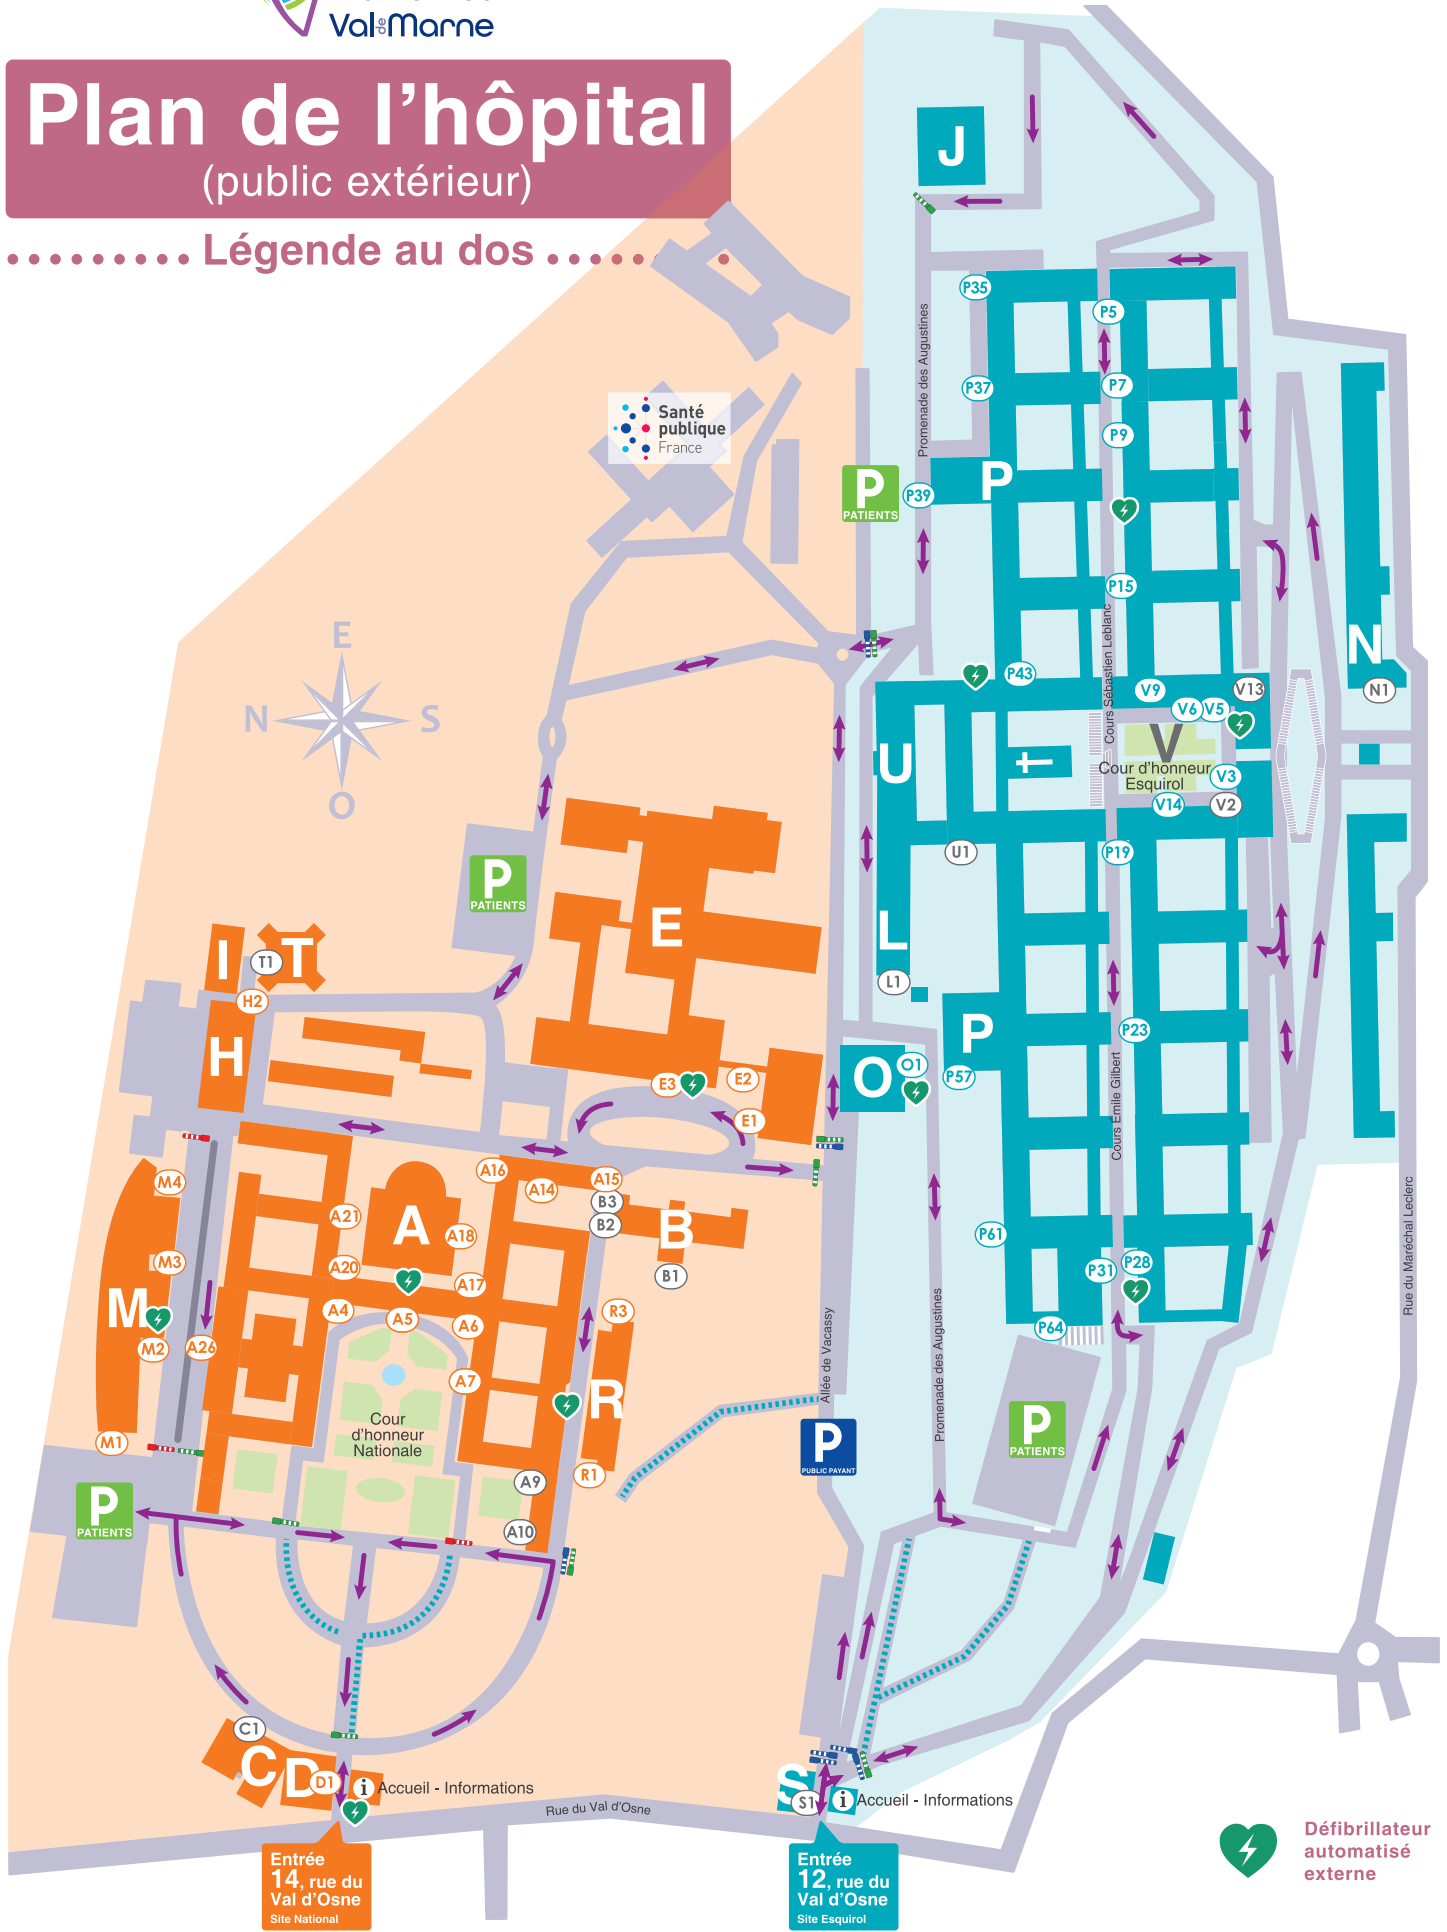 Val de Marne
Plan de l'hôpital
(public extérieur)
Légende au dos
J
P35
P5
Promenade des Augustines
P37
P7
P9
Santé
publique
France
P
PATIENTS
P39
P
P15
Cours Sébastien Leblanc
N
N1
E
N
S
O
P43
V9
V13
V6
V5
V
Cour d'honneur
Esquirol
V3
V14
V2
U
U1
P19
L
L1
P
PATIENTS
E
I
T1
T
H2
H
P
P23
O
O1
P57
Cours Emile Gilbert
E3
E2
E1
M4
A16
A14
A15
B3
B2
B
B1
A21
A
A18
M3
A20
A17
P61
P31
P28
Rue du Maréchal Leclerc
M
M2
A26
A4
A5
A6
R3
P64
A7
R
Allée de Vacassy
Promenade des Augustines
Cour
d'honneur
Nationale
M1
A9
R1
P
PUBLIC PAYANT
P
PATIENTS
P
PATIENTS
A10
C1
C
D
D1
i
Accueil - Informations
S
S1
i
Accueil - Informations
Rue du Val d'Osne
Entrée
14, rue du
Val d'Osne
Site National
Entrée
12, rue du
Val d'Osne
Site Esquirol
Défibrillateur
automatisé
externe